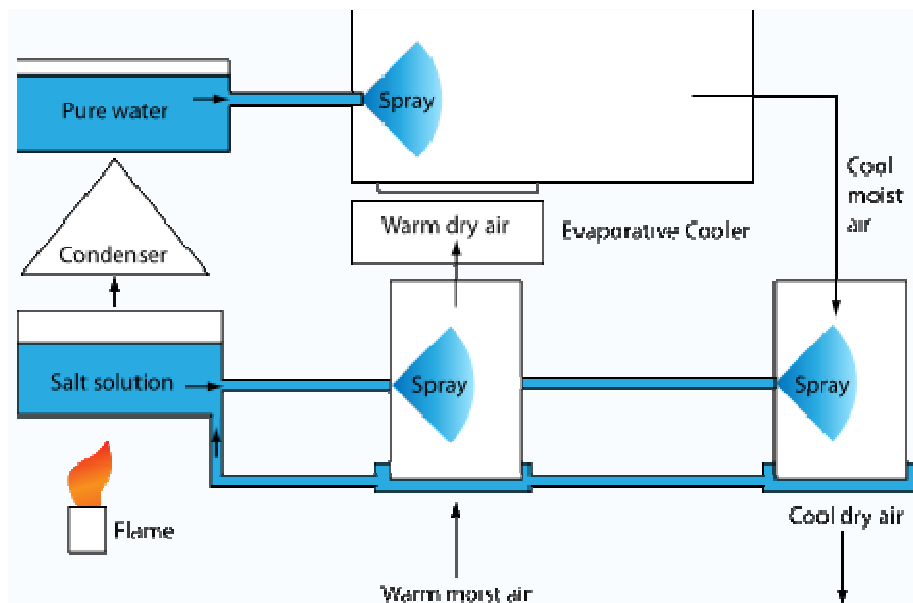 Pure water
Spray
Cool
moist
air
Warm dry air
Evaporative Cooler
Condenser
Salt solution
Spray
Spray
Flame
Cool dry air
Warm moist air